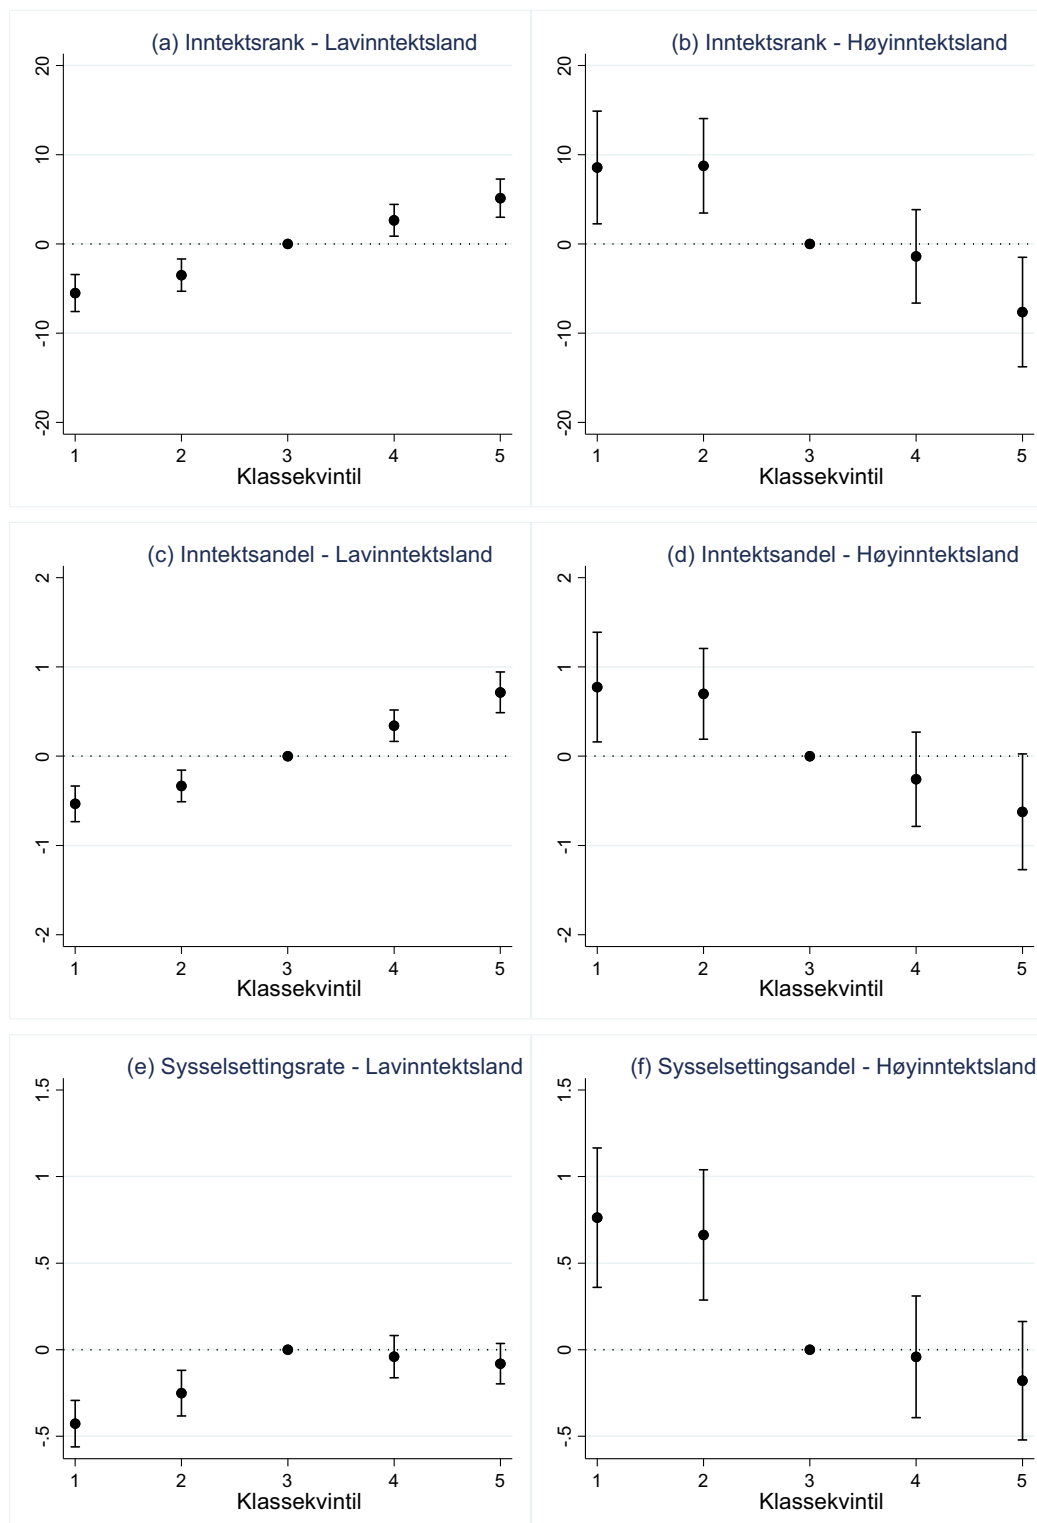 (a) Inntektsrank - Lavinntektsland
20
10
0
-10
-20
1 2 3 4 5
Klassekvintil
(b) Inntektsrank - Høyinntektsland
20
10
0
-10
-20
1 2 3 4 5
Klassekvintil
(c) Inntektsandel - Lavinntektsland
2
1
0
-1
-2
1 2 3 4 5
Klassekvintil
(d) Inntektsandel - Høyinntektsland
2
1
0
-1
-2
1 2 3 4 5
Klassekvintil
(e) Sysselsettingsrate - Lavinntektsland
1.5
1
.5
0
-.5
1 2 3 4 5
Klassekvintil
(f) Sysselsettingsandel - Høyinntektsland
1.5
1
.5
0
-.5
1 2 3 4 5
Klassekvintil